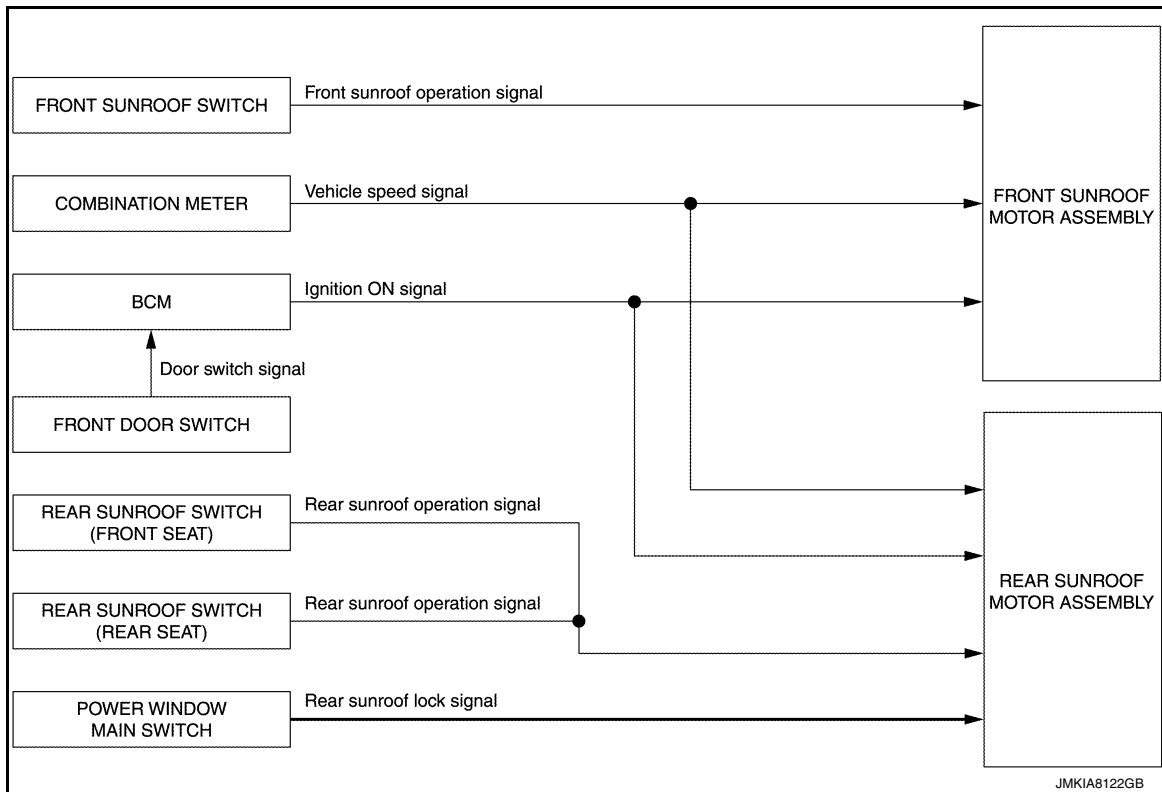 FRONT SUNROOF SWITCH
Front sunroof operation signal
COMBINATION METER
Vehicle speed signal
FRONT SUNROOF
MOTOR ASSEMBLY
BCM
Ignition ON signal
Door switch signal
FRONT DOOR SWITCH
REAR SUNROOF SWITCH
(FRONT SEAT)
Rear sunroof operation signal
REAR SUNROOF SWITCH
(REAR SEAT)
Rear sunroof operation signal
REAR SUNROOF
MOTOR ASSEMBLY
POWER WINDOW
MAIN SWITCH
Rear sunroof lock signal
JMKIA8122GB